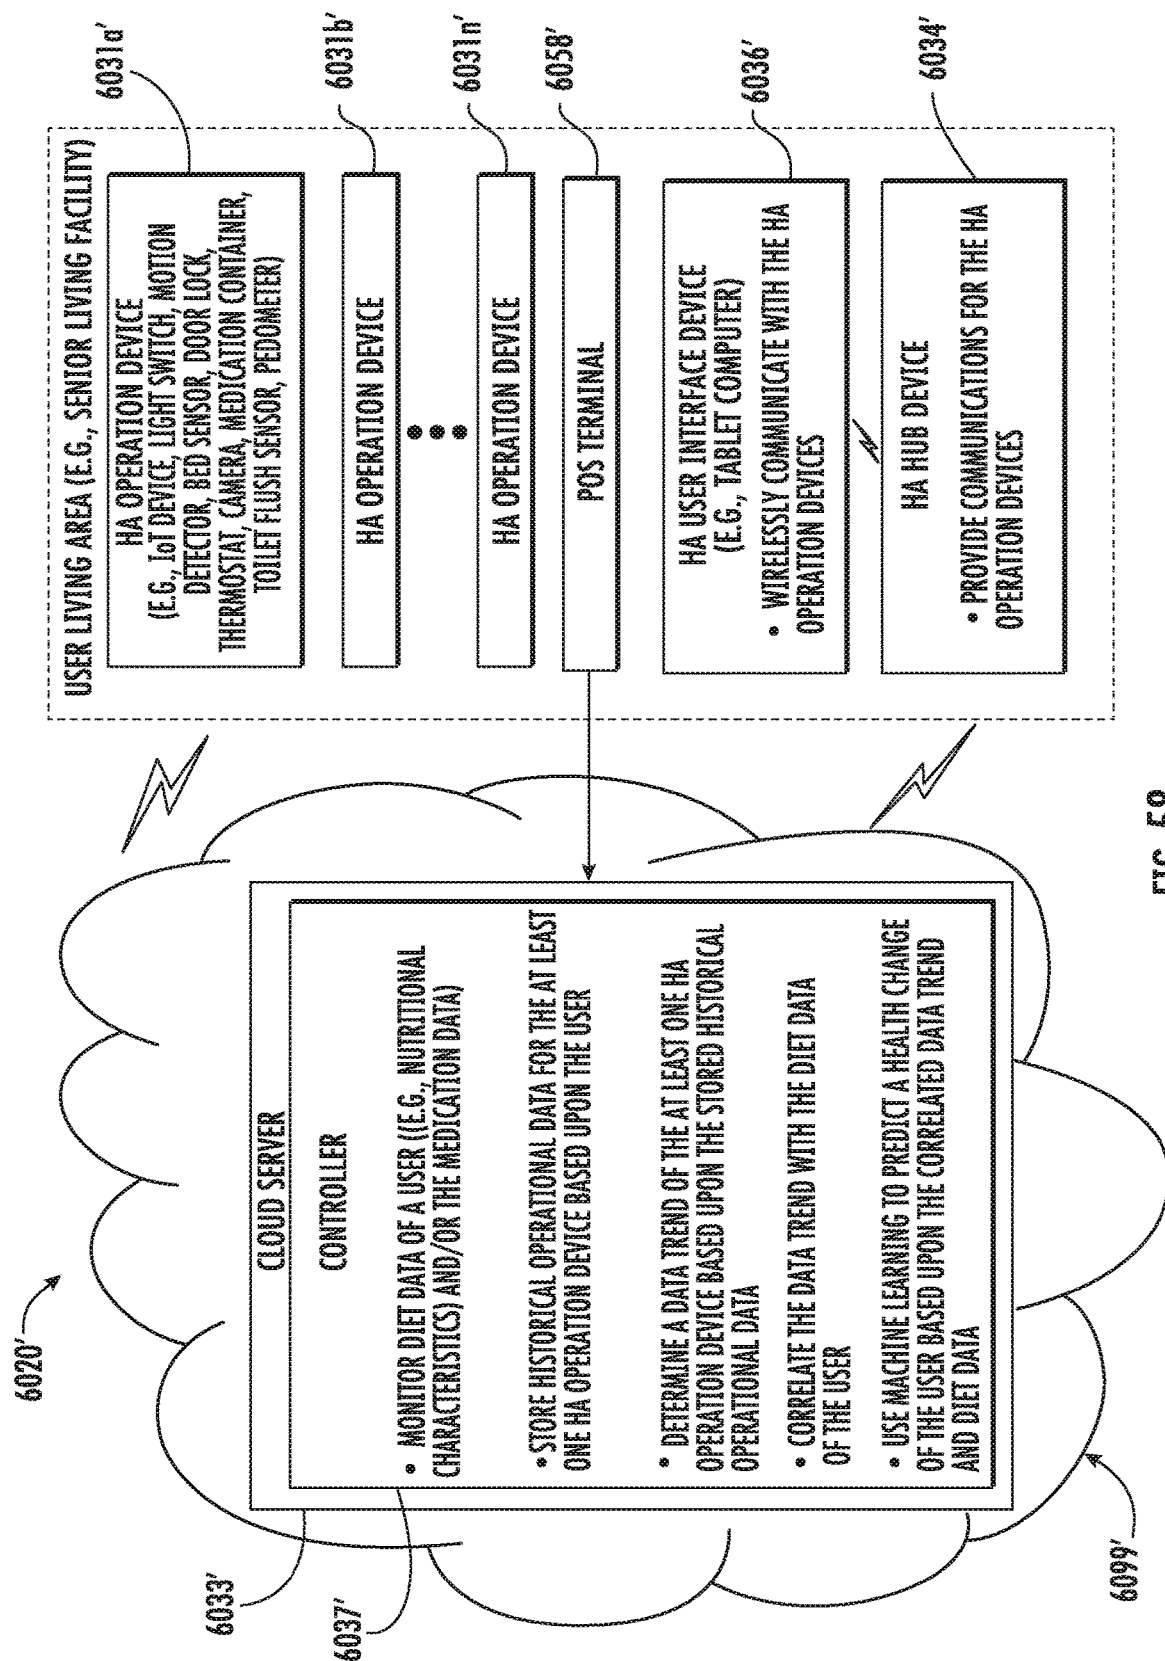 6020'
6033'
6037'
6099'
CLOUD SERVER
CONTROLLER
• MONITOR DIET DATA OF A USER ((E.G., NUTRITIONAL
CHARACTERISTICS) AND/OR THE MEDICATION DATA)
• STORE HISTORICAL OPERATIONAL DATA FOR THE AT LEAST
ONE HA OPERATION DEVICE BASED UPON THE USER
• DETERMINE A DATA TREND OF THE AT LEAST ONE HA
OPERATION DEVICE BASED UPON THE STORED HISTORICAL
OPERATIONAL DATA
• CORRELATE THE DATA TREND WITH THE DIET DATA
OF THE USER
• USE MACHINE LEARNING TO PREDICT A HEALTH CHANGE
OF THE USER BASED UPON THE CORRELATED DATA TREND
AND DIET DATA
USER LIVING AREA (E.G., SENIOR LIVING FACILITY)
HA OPERATION DEVICE
(E.G., IoT DEVICE, LIGHT SWITCH, MOTION
DETECTOR, BED SENSOR, DOOR LOCK,
THERMOSTAT, CAMERA, MEDICATION CONTAINER,
TOILET FLUSH SENSOR, PEDOMETER)
6031a'
HA OPERATION DEVICE
6031b'
HA OPERATION DEVICE
6031n'
POS TERMINAL
6058'
HA USER INTERFACE DEVICE
(E.G., TABLET COMPUTER)
• WIRELESSLY COMMUNICATE WITH THE HA
OPERATION DEVICES
6036'
HA HUB DEVICE
• PROVIDE COMMUNICATIONS FOR THE HA
OPERATION DEVICES
6034'